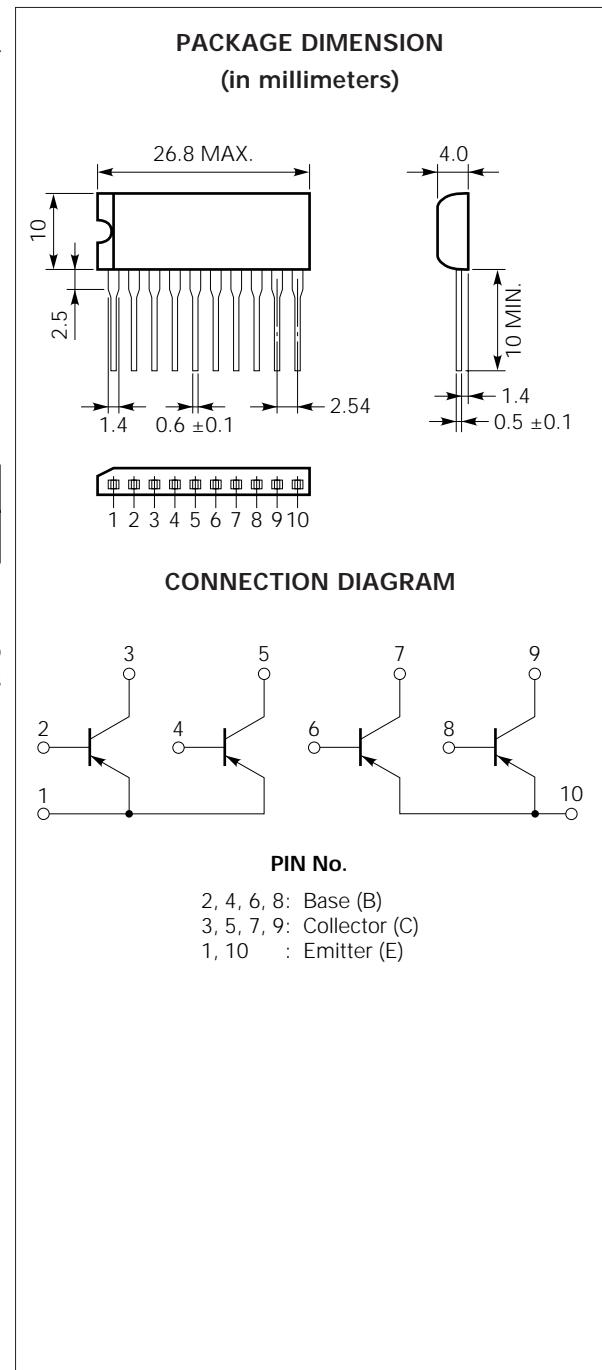 PACKAGE DIMENSION
(in millimeters)
26.8 MAX.
4.0
10
2.5
10 MIN.
2.54
1.4
1.4
0.6 ±0.1
0.5 ±0.1
1 2 3 4 5 6 7 8 9 10
CONNECTION DIAGRAM
3
5
7
9
2
4
6
8
1
10
PIN No.
2, 4, 6, 8: Base (B)
3, 5, 7, 9: Collector (C)
1, 10 : Emitter (E)